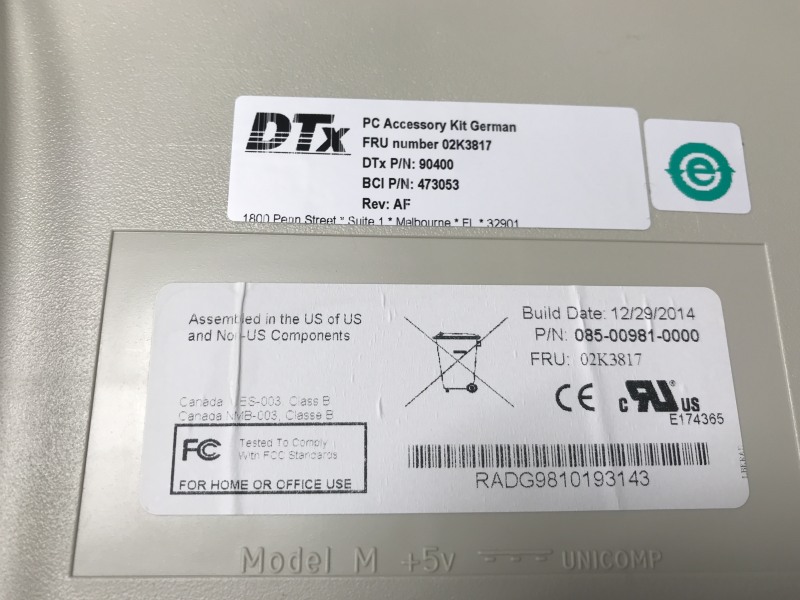 DTx
PC Accessory Kit German
FRU number 02K3817
DTx P/N: 90400
BCI P/N: 473053
Rev: AF
1800 Penn Street * Suite 1 * Melbourne * FL * 32901
e
Assembled in the US of US
and Non-US Components
Canada ICES-003, Class B
Canada NMB-003, Classe B
FC
Tested To Comply
With FCC Standards
FOR HOME OR OFFICE USE
Build Date: 12/29/2014
P/N: 085-00981-0000
FRU: 02K3817
CE
c RU US
E174365
RADG9810193143
Model M +5v UNICOMP